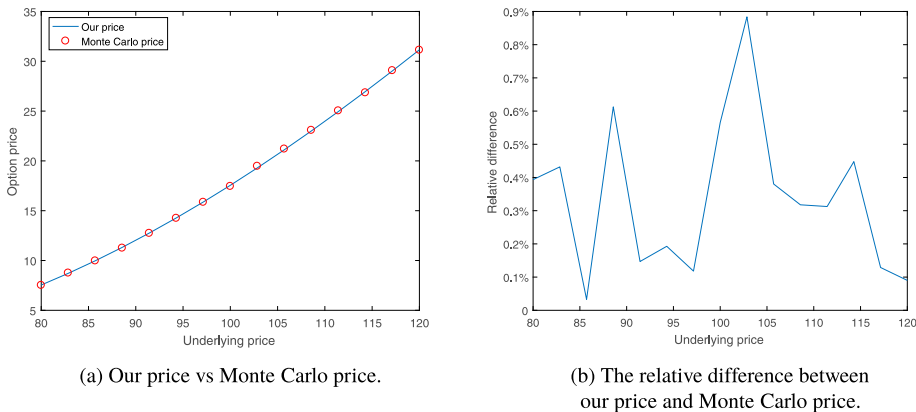 35
30
25
20
15
10
5
Option price
Our price
Monte Carlo price
80 85 90 95 100 105 110 115 120
Underlying price
(a) Our price vs Monte Carlo price.
0.9%
0.8%
0.7%
0.6%
0.5%
0.4%
0.3%
0.2%
0.1%
0
Relative difference
80 85 90 95 100 105 110 115 120
Underlying price
(b) The relative difference between
our price and Monte Carlo price.